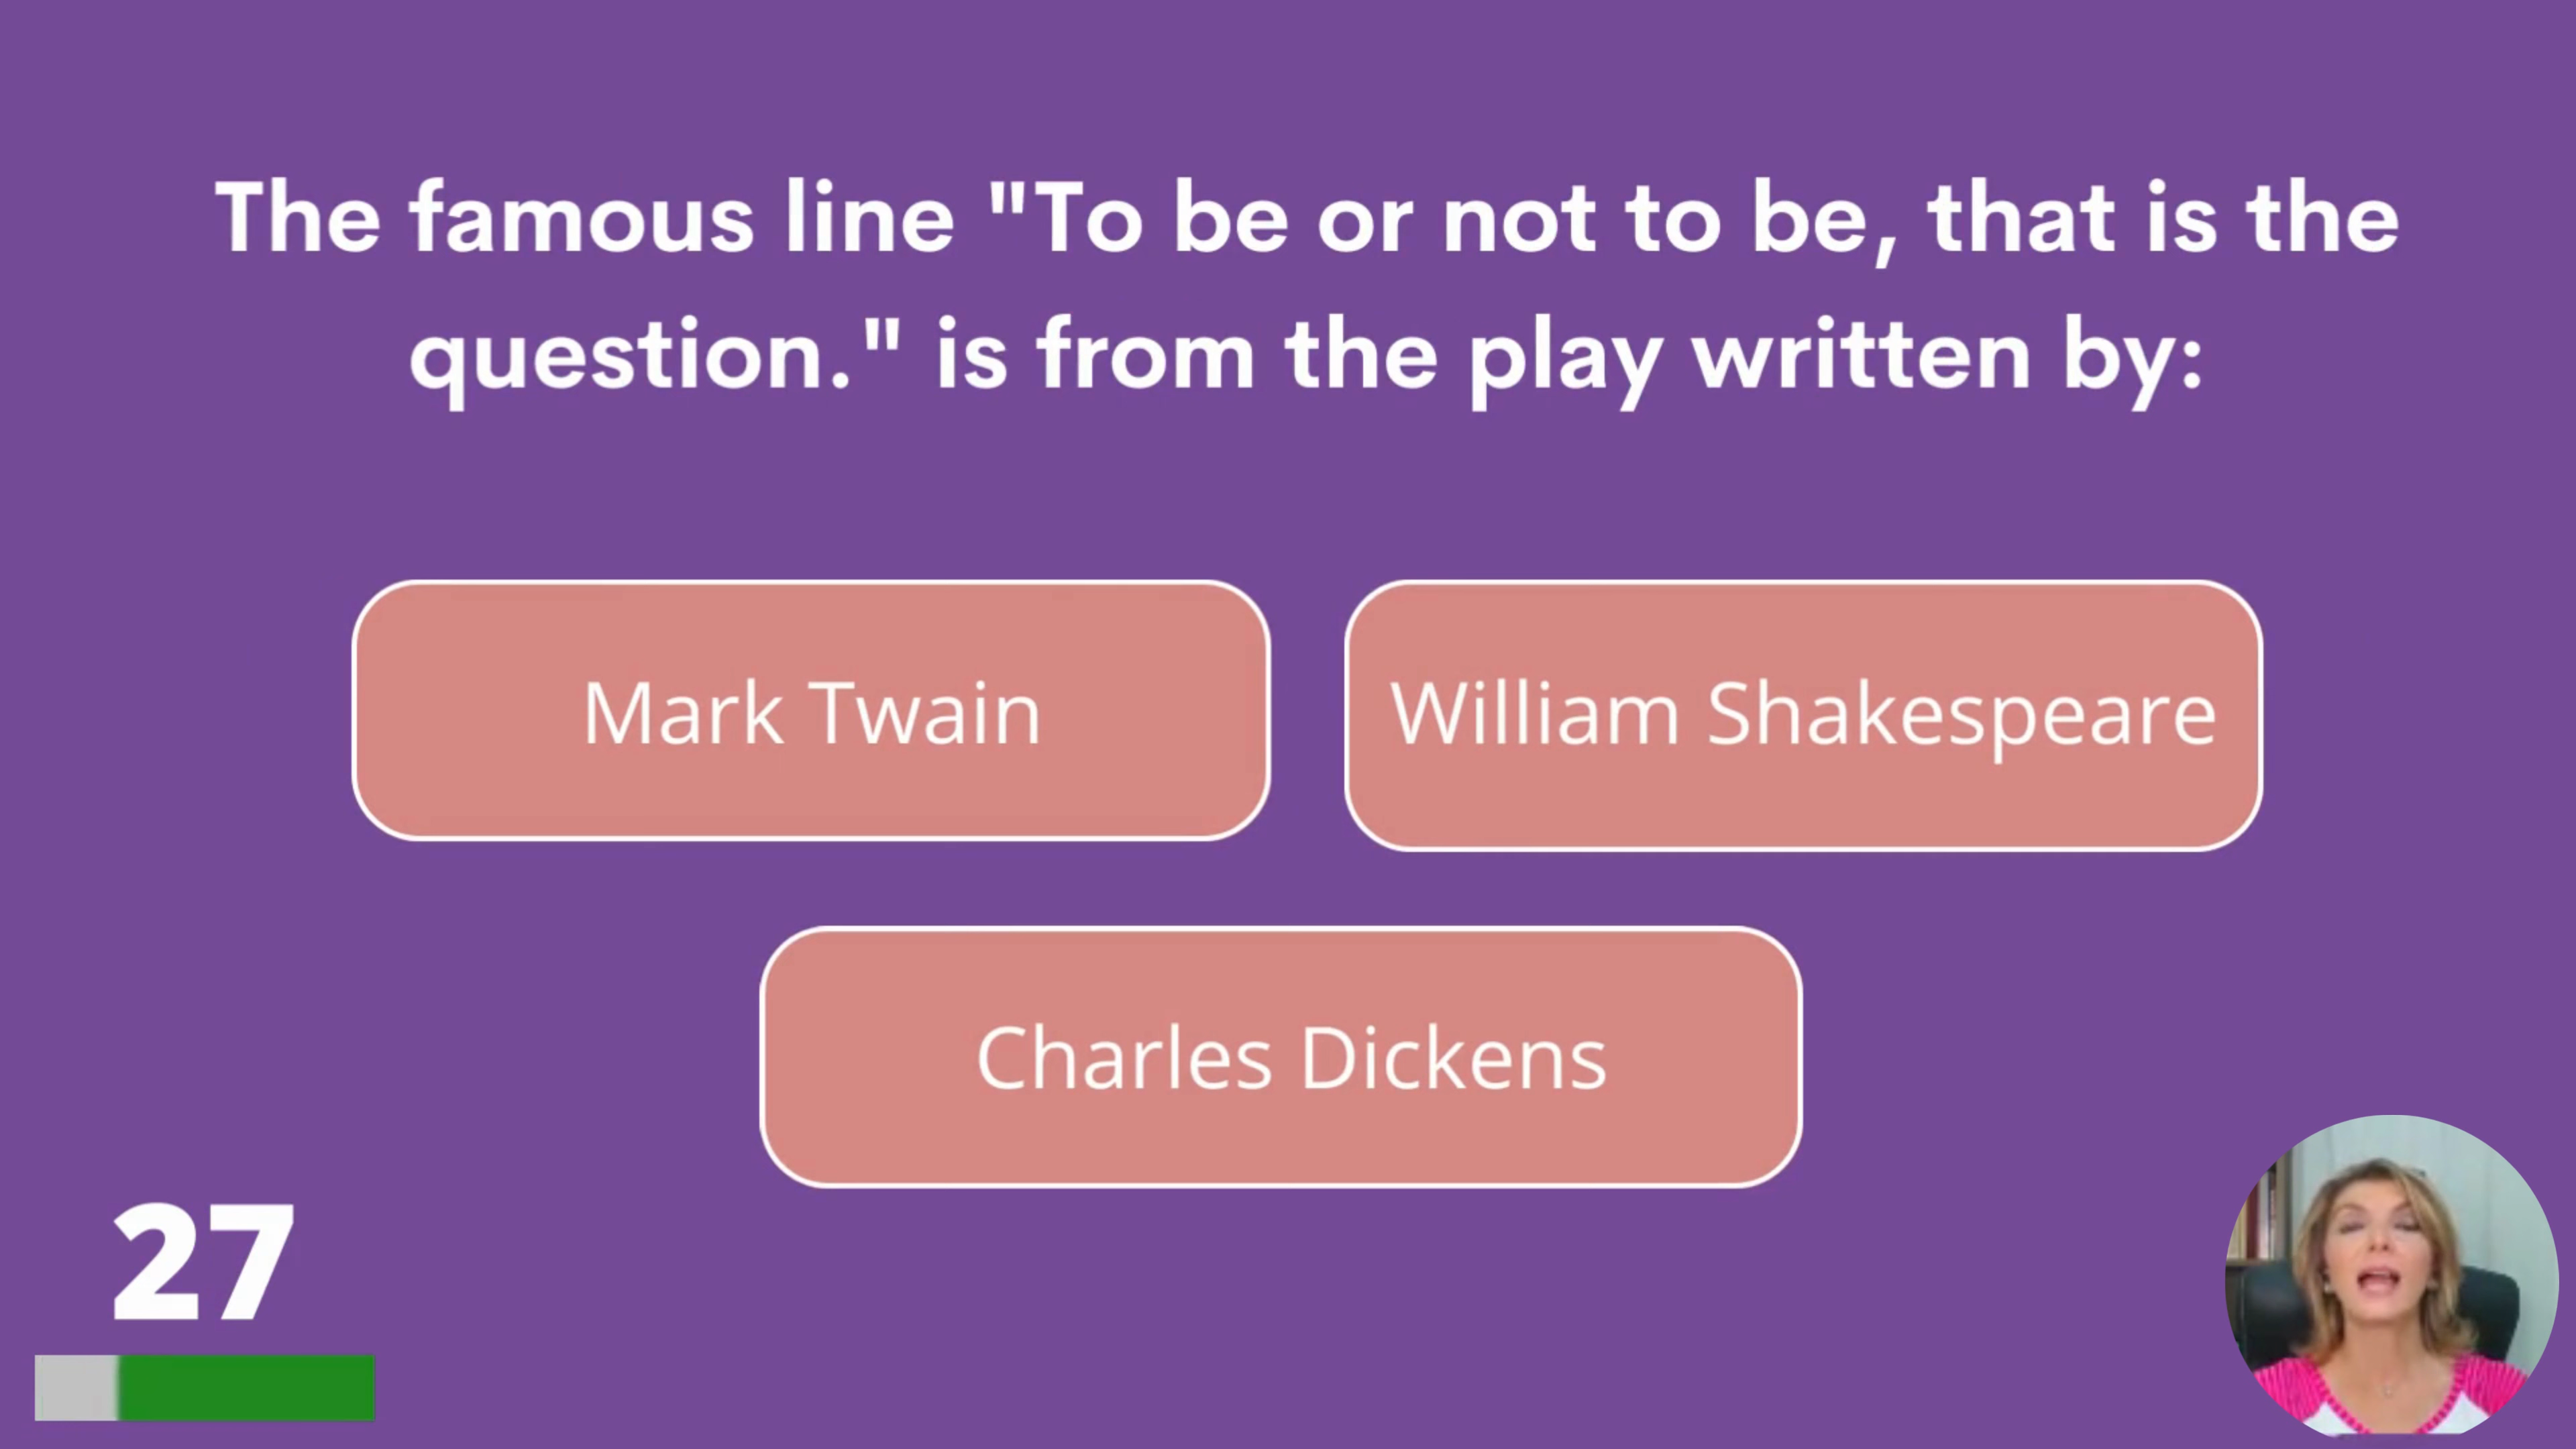 The famous line "To be or not to be, that is the
question." is from the play written by:
Mark Twain
William Shakespeare
Charles Dickens
27